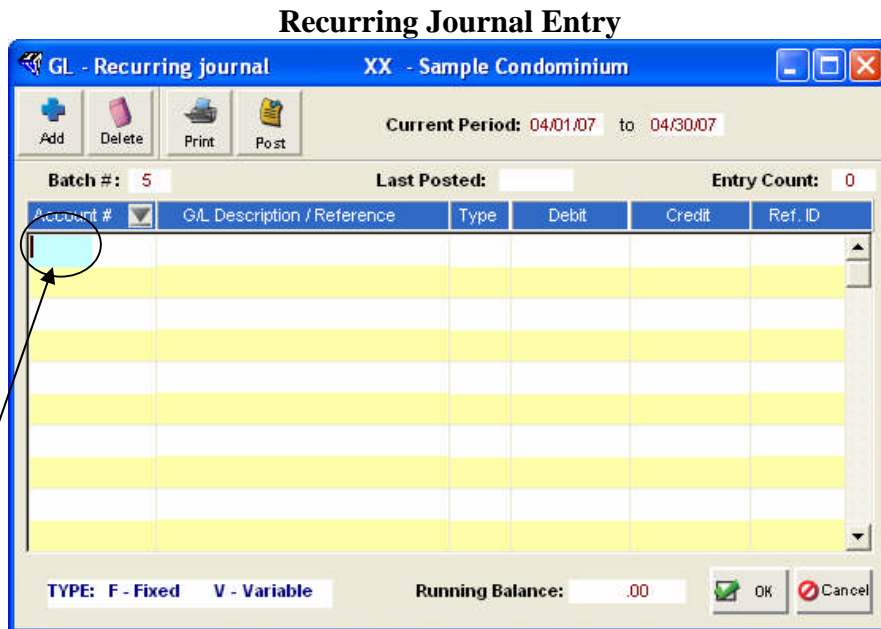 Recurring Journal Entry
GL - Recurring journal XX - Sample Condominium
Add Delete Print Post Current Period: 04/01/07 to 04/30/07
Batch #: 5 Last Posted: Entry Count: 0
Account # G/L Description / Reference Type Debit Credit Ref. ID
TYPE: F - Fixed V - Variable Running Balance: .00 OK Cancel